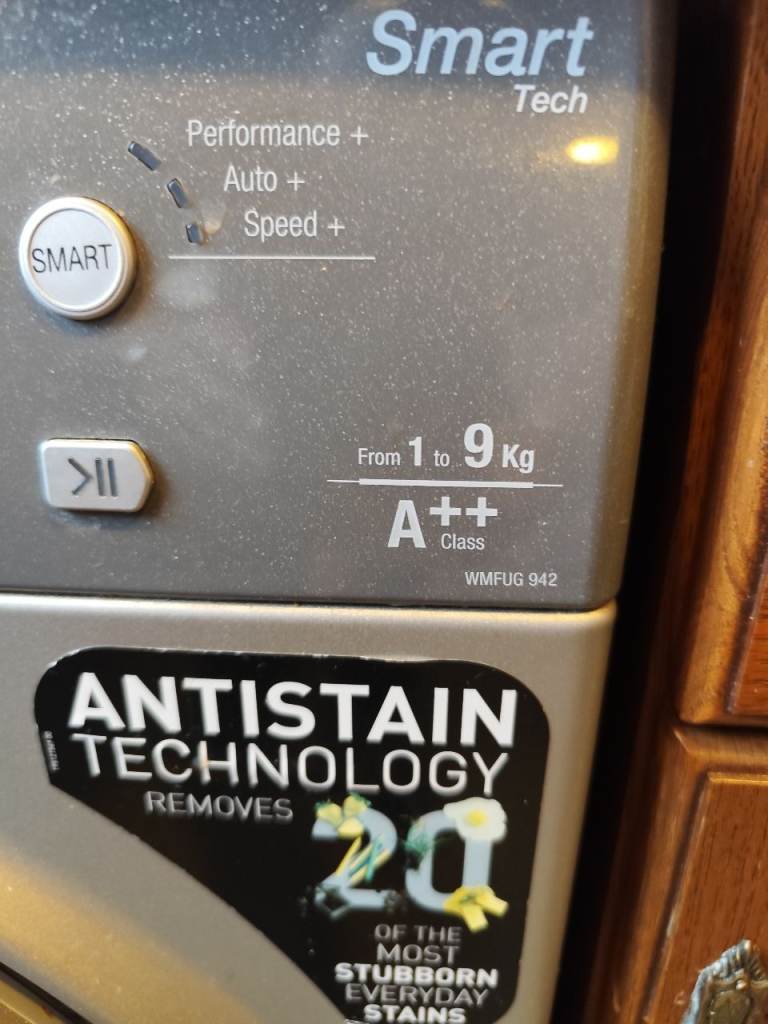 Smart
Tech
Performance +
Auto +
Speed +
SMART
From 1 to 9 Kg
A++
Class
WMFUG 942
ANTISTAIN
TECHNOLOGY
REMOVES
20
OF THE
MOST
STUBBORN
EVERYDAY
STAINS